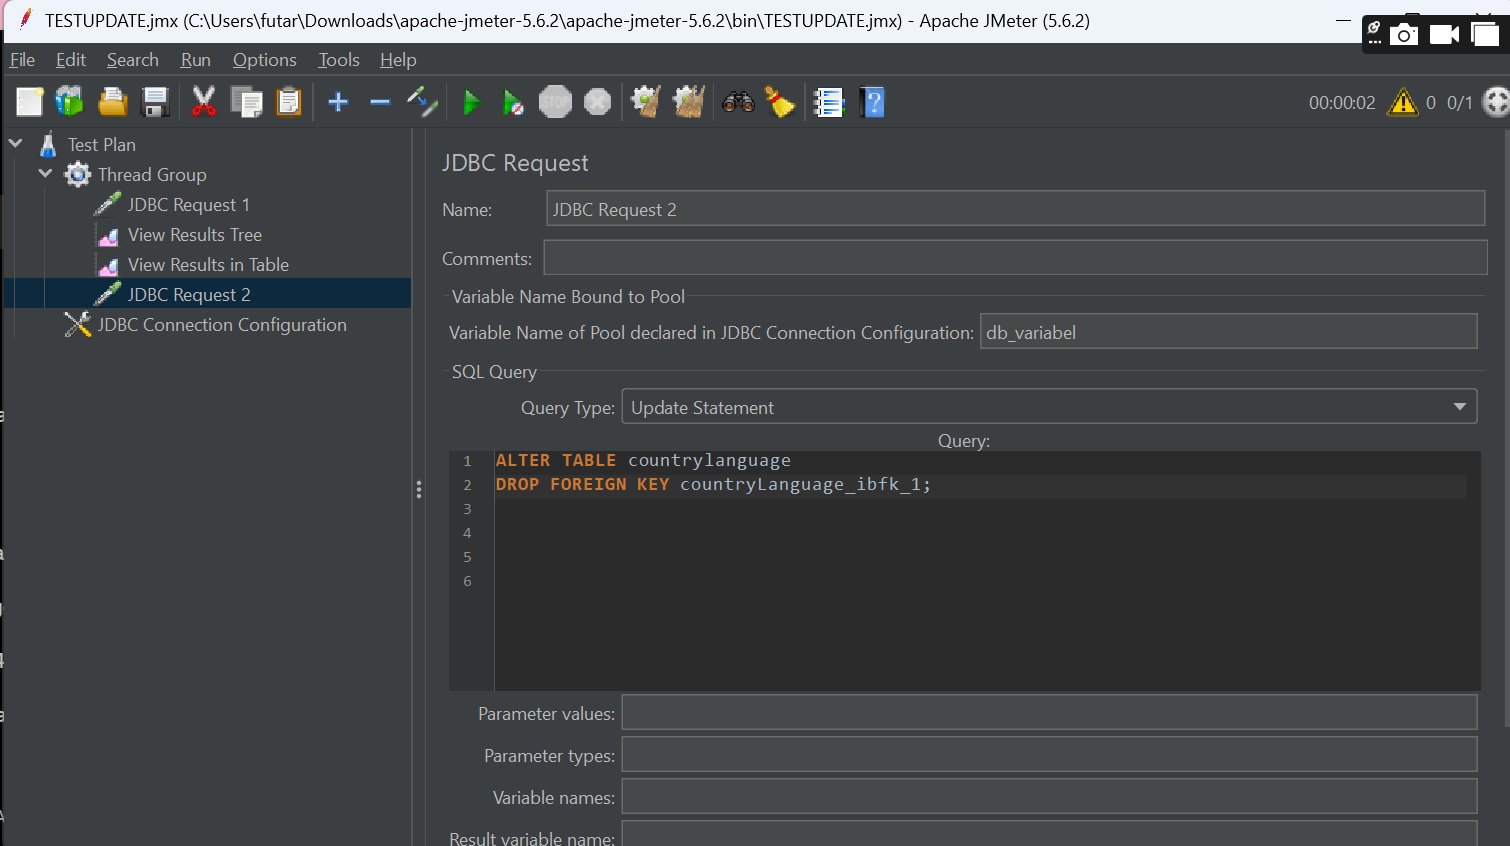 TESTUPDATE.jmx (C:\Users\futar\Downloads\apache-jmeter-5.6.2\apache-jmeter-5.6.2\bin\TESTUPDATE.jmx) - Apache JMeter (5.6.2)
File Edit Search Run Options Tools Help
STOP
00:00:02 0 0/1
Test Plan
Thread Group
JDBC Request 1
View Results Tree
View Results in Table
JDBC Request 2
JDBC Connection Configuration
JDBC Request
Name: JDBC Request 2
Comments:
Variable Name Bound to Pool
Variable Name of Pool declared in JDBC Connection Configuration: db_variabel
SQL Query
Query Type: Update Statement
Query:
1 ALTER TABLE countrylanguage
2 DROP FOREIGN KEY countryLanguage_ibfk_1;
3
4
5
6
Parameter values:
Parameter types:
Variable names:
Result variable name: